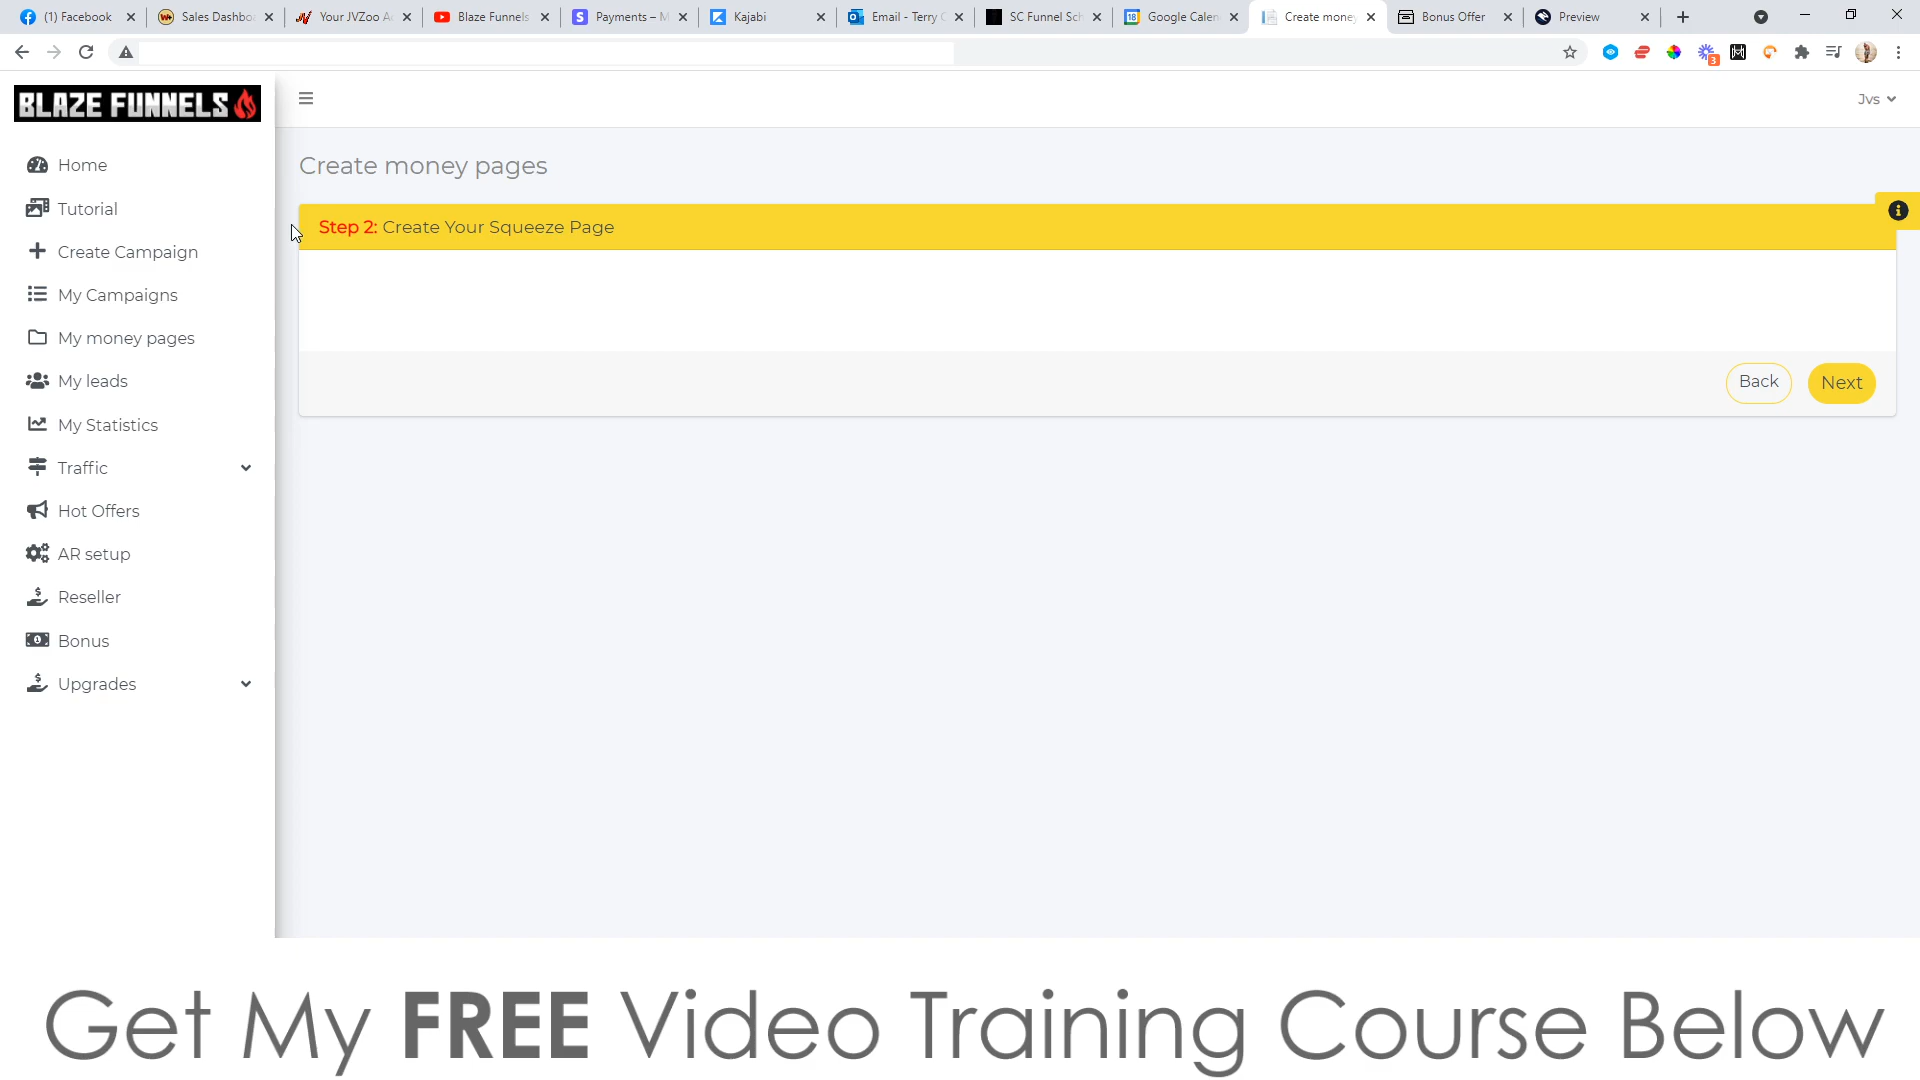 (1) Facebook
Sales Dashbo
Your JVZoo A
Blaze Funnels
Payments – M
Kajabi
Email - Terry C
SC Funnel Sch
Google Calen
Create money
Bonus Offer
Preview
3
BLAZE FUNNELS
Jvs
Home
Tutorial
Create Campaign
My Campaigns
My money pages
My leads
My Statistics
Traffic
Hot Offers
AR setup
Reseller
Bonus
Upgrades
Create money pages
Step 2: Create Your Squeeze Page
Back
Next
Get My FREE Video Training Course Below